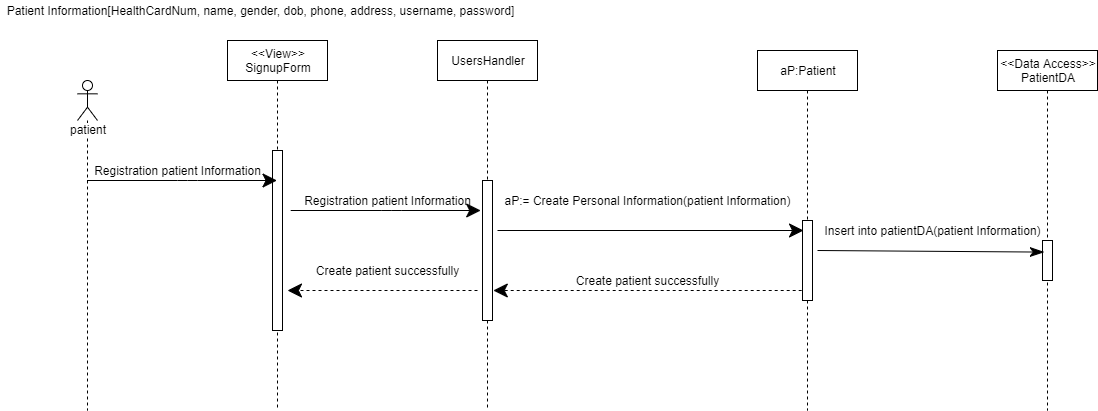 Patient Information[HealthCardNum, name, gender, dob, phone, address, username, password]
<<View>>
SignupForm
UsersHandler
aP:Patient
<<Data Access>>
PatientDA
patient
Registration patient Information
Registration patient Information
aP:= Create Personal Information(patient Information)
Insert into patientDA(patient Information)
Create patient successfully
Create patient successfully